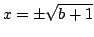 x = ±√(b + 1)